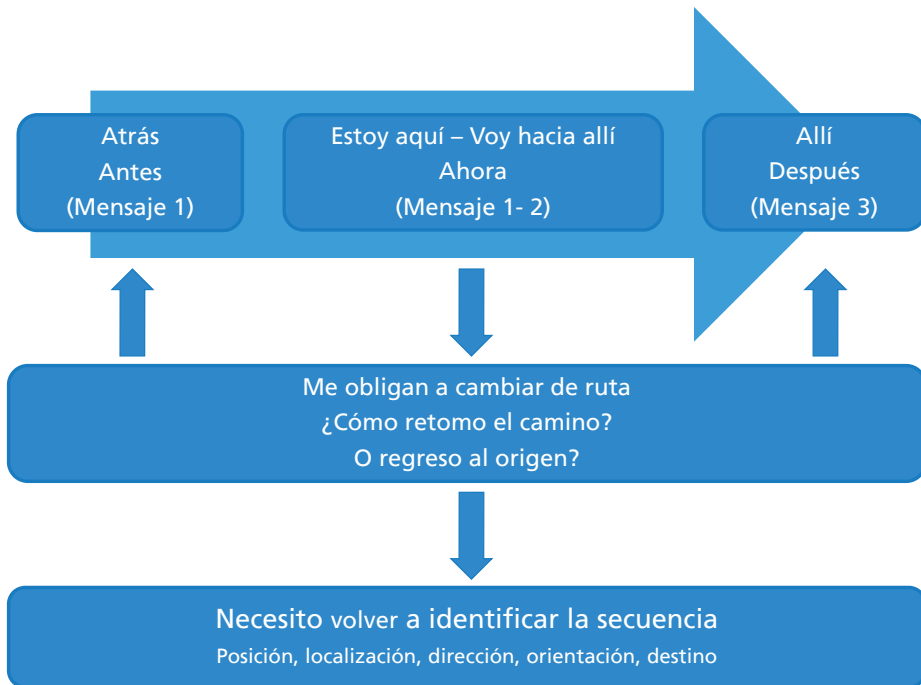 Atrás
Antes
(Mensaje 1)
Estoy aquí – Voy hacia allí
Ahora
(Mensaje 1- 2)
Allí
Después
(Mensaje 3)
Me obligan a cambiar de ruta
¿Cómo retomo el camino?
O regreso al origen?
Necesito volver a identificar la secuencia
Posición, localización, dirección, orientación, destino